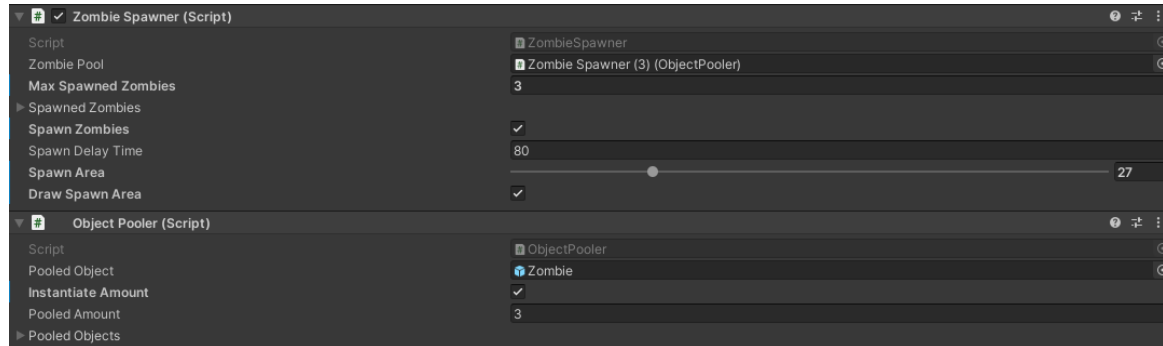 Zombie Spawner (Script)
Script ZombieSpawner
Zombie Pool Zombie Spawner (3) (ObjectPooler)
Max Spawned Zombies 3
Spawned Zombies
Spawn Zombies
Spawn Delay Time 80
Spawn Area 27
Draw Spawn Area
Object Pooler (Script)
Script ObjectPooler
Pooled Object Zombie
Instantiate Amount
Pooled Amount 3
Pooled Objects